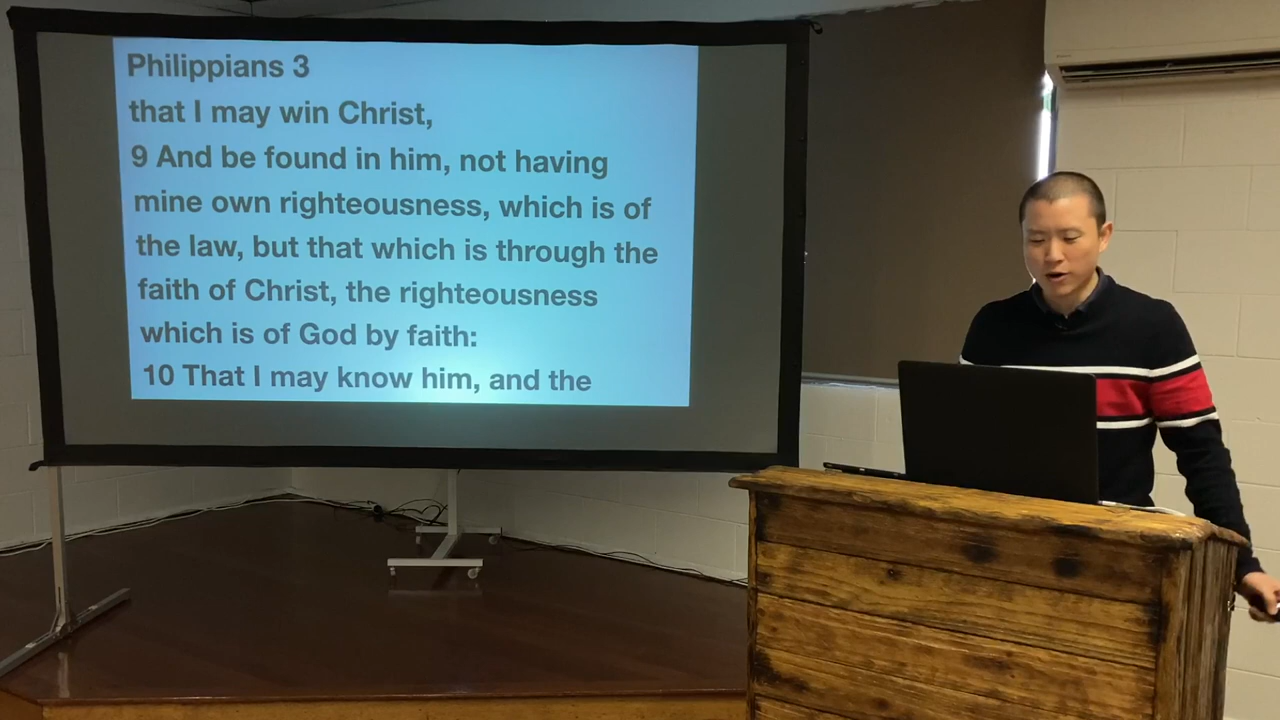 Philippians 3
that I may win Christ,
9 And be found in him, not having
mine own righteousness, which is of
the law, but that which is through the
faith of Christ, the righteousness
which is of God by faith:
10 That I may know him, and the